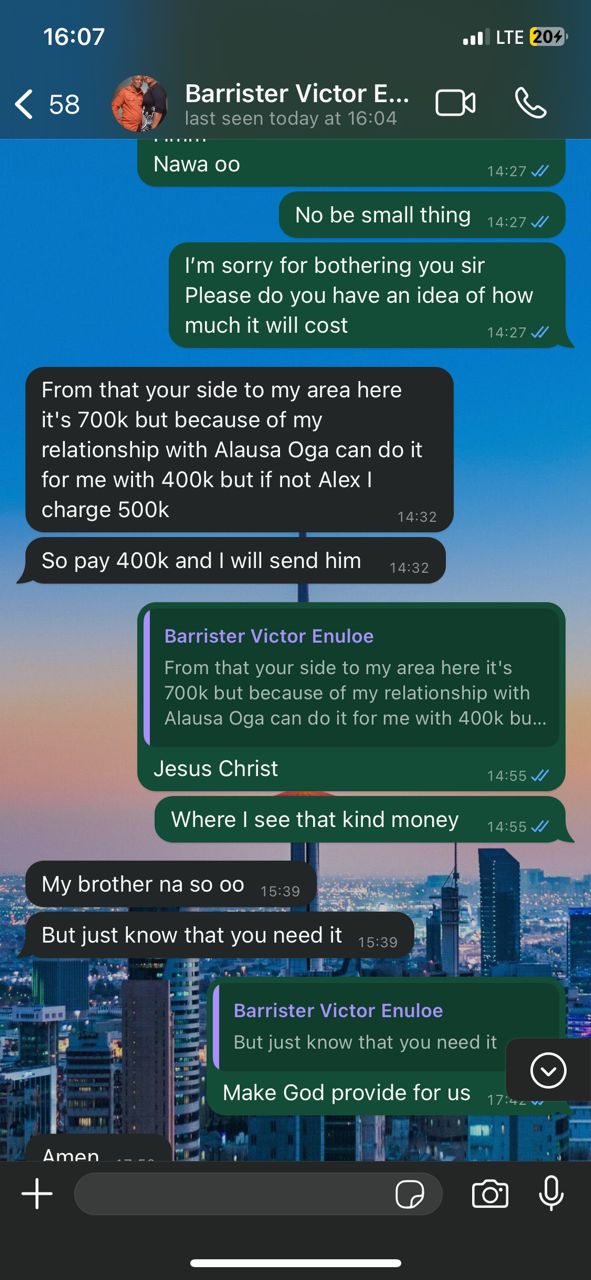 16:07
LTE 20
58
Barrister Victor E...
last seen today at 16:04
Nawa oo
14:27
No be small thing 14:27
I'm sorry for bothering you sir
Please do you have an idea of how
much it will cost
14:27
From that your side to my area here
it's 700k but because of my
relationship with Alausa Oga can do it
for me with 400k but if not Alex I
charge 500k
14:32
So pay 400k and I will send him 14:32
Barrister Victor Enuloe
From that your side to my area here it's
700k but because of my relationship with
Alausa Oga can do it for me with 400k bu...
Jesus Christ
14:55
Where I see that kind money 14:55
My brother na so oo 15:39
But just know that you need it 15:39
Barrister Victor Enuloe
But just know that you need it
Make God provide for us 17:42
Amen